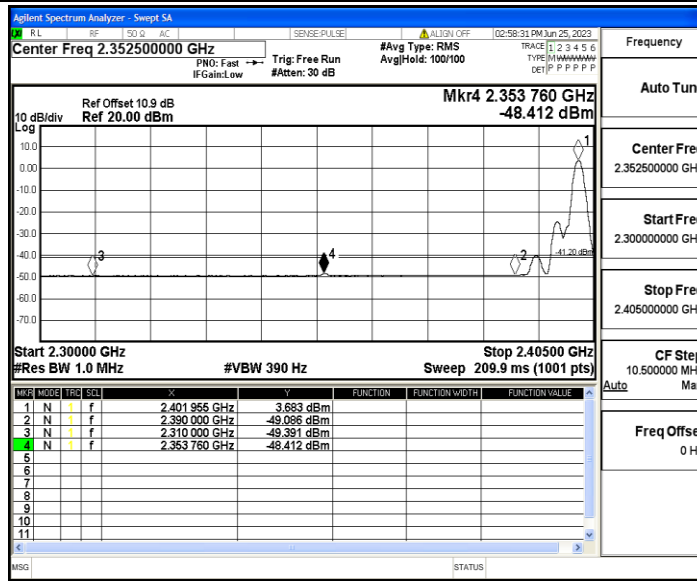 Agilent Spectrum Analyzer - Swept SA
RL RF 50 Ω AC SENSE:PULSE ALIGN OFF 02:58:31 PM Jun 25, 2023
Center Freq 2.352500000 GHz
PNO: Fast
IFGain:Low
Trig: Free Run
#Atten: 30 dB
#Avg Type: RMS
Avg|Hold: 100/100
TRACE 1 2 3 4 5 6
TYPE M
DET P P P P P P
Frequency
Mkr4 2.353 760 GHz
-48.412 dBm
Ref Offset 10.9 dB
10 dB/div Ref 20.00 dBm
Log
10.0
0.00
-10.0
-20.0
-30.0
-40.0
-50.0
-60.0
-70.0
1
2
3
4
-41.20 dBm
Start 2.30000 GHz Stop 2.40500 GHz
#Res BW 1.0 MHz #VBW 390 Hz Sweep 209.9 ms (1001 pts)
MKR MODE TRC SCL X Y FUNCTION FUNCTION WIDTH FUNCTION VALUE
1 N 1 f 2.401 955 GHz 3.683 dBm
2 N 1 f 2.390 000 GHz -49.086 dBm
3 N 1 f 2.310 000 GHz -49.391 dBm
4 N 1 f 2.353 760 GHz -48.412 dBm
5
6
7
8
9
10
11
MSG STATUS
Auto Tun
Center Fre
2.352500000 GH
Start Fre
2.300000000 GH
Stop Fre
2.405000000 GH
CF Ste
10.500000 MH
Auto Ma
Freq Offse
0 H